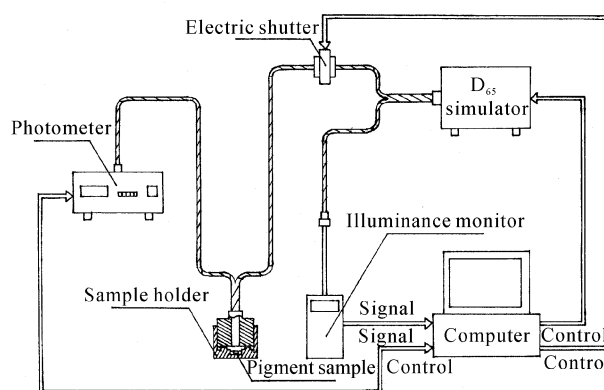 Electric shutter
D65
simulator
Photometer
Illuminance monitor
Sample holder
Signal
Signal
Computer
Control
Pigment sample
Control
Control